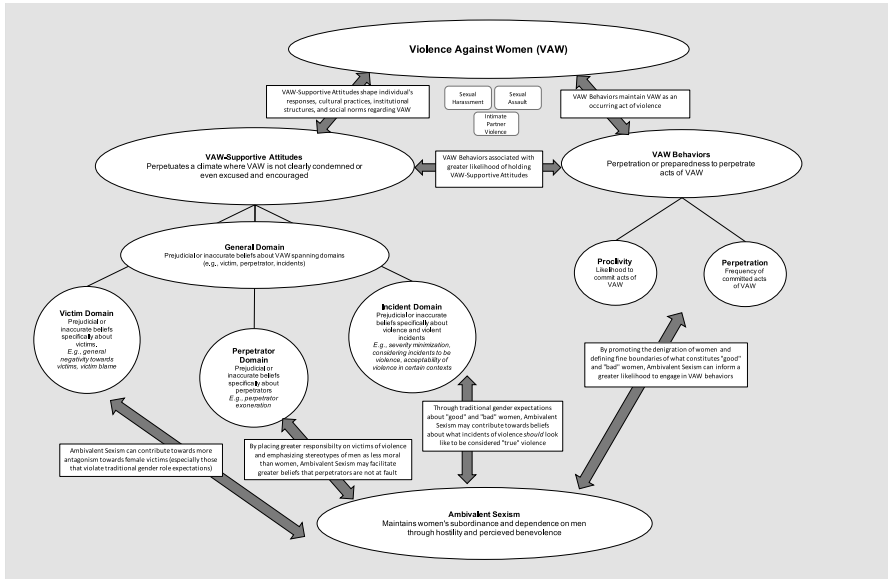 Violence Against Women (VAW)
VAW-Supportive Attitudes shape individual's
responses, cultural practices, institutional
structures, and social norms regarding VAW
Sexual
Harassment
Sexual
Assault
Intimate
Partner
Violence
VAW Behaviors maintain VAW as an
occurring act of violence
VAW-Supportive Attitudes
Perpetuates a climate where VAW is not clearly condemned or
even excused and encouraged
VAW Behaviors associated with
greater likelihood of holding
VAW-Supportive Attitudes
VAW Behaviors
Perpetration or preparedness to perpetrate
acts of VAW
General Domain
Prejudicial or inaccurate beliefs about VAW spanning domains
(e.g., victim, perpetrator, incidents)
Proclivity
Likelihood to
commit acts of
VAW
Perpetration
Frequency of
committed acts
of VAW
Victim Domain
Prejudicial or
inaccurate beliefs
specifically about
victims,
E.g., general
negativity towards
victims, victim blame
Perpetrator
Domain
Prejudicial or
inaccurate beliefs
specifically about
perpetrators
E.g., perpetrator
exoneration
Incident Domain
Prejudicial or inaccurate
beliefs specifically about
violence and violent
incidents
E.g., severity minimization,
considering incidents to be
violence, acceptability of
violence in certain contexts
By promoting the denigration of women and
defining fine boundaries of what constitutes "good"
and "bad" women, Ambivalent Sexism can inform a
greater likelihood to engage in VAW behaviors
Ambivalent Sexism can contribute towards more
antagonism towards female victims (especially those
that violate traditional gender role expectations)
By placing greater responsibilty on victims of violence
and emphasizing stereotypes of men as less moral
than women, Ambivalent Sexism may facilitate
greater beliefs that perpetrators are not at fault
Through traditional gender expectations
about "good" and "bad" women, Ambivalent
Sexism may contribute towards beliefs
about what incidents of violence should look
like to be considered "true" violence
Ambivalent Sexism
Maintains women's subordinance and dependence on men
through hostility and percieved benevolence